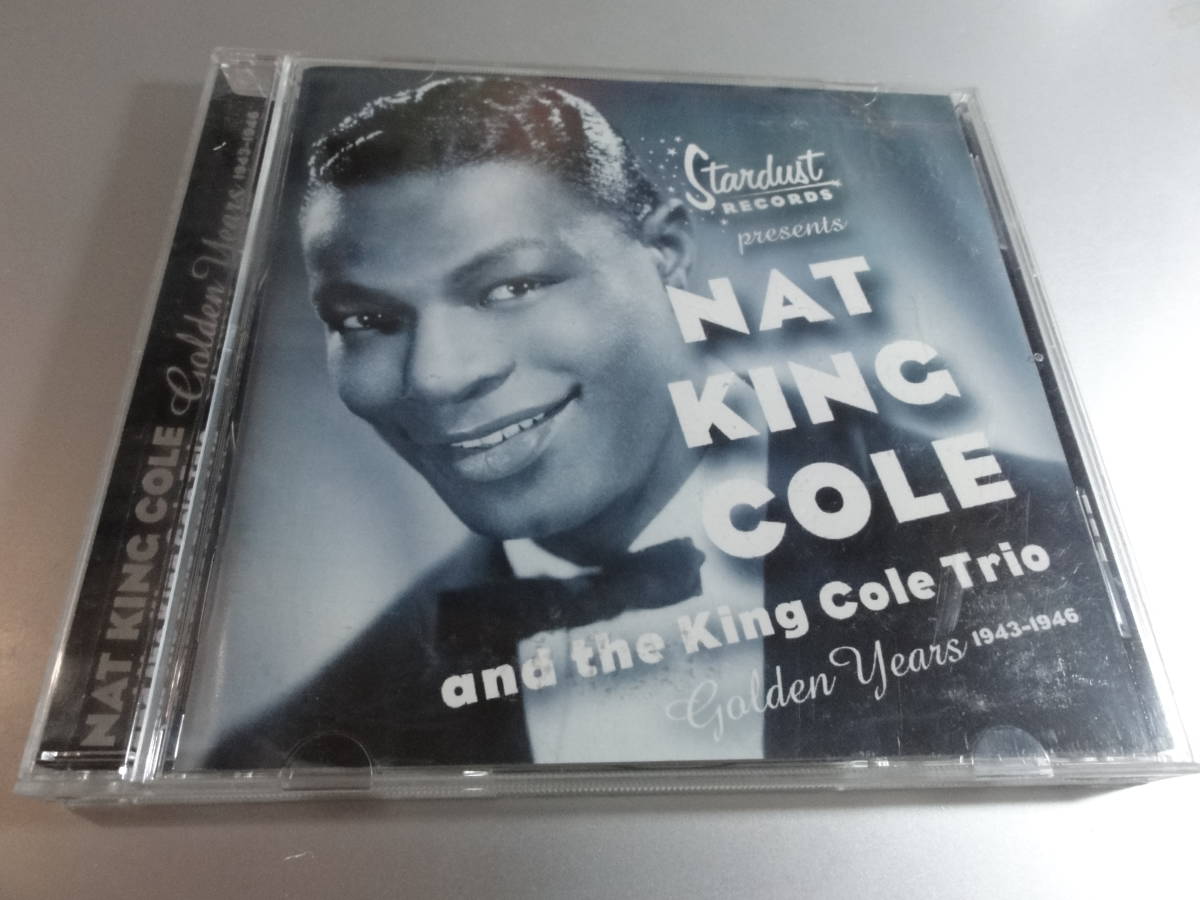 NAT KING COLE Golden Years 1943-1946
Stardust
RECORDS
presents
NAT
KING
COLE
and the King Cole Trio
Golden Years 1943-1946